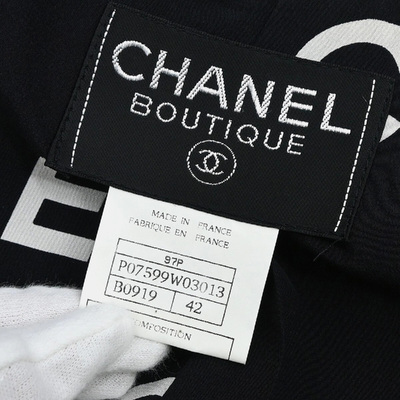 CHANEL
BOUTIQUE
MADE IN FRANCE
FABRIQUE EN FRANCE
97P
P07599W03013
B0919 42
COMPOSITION